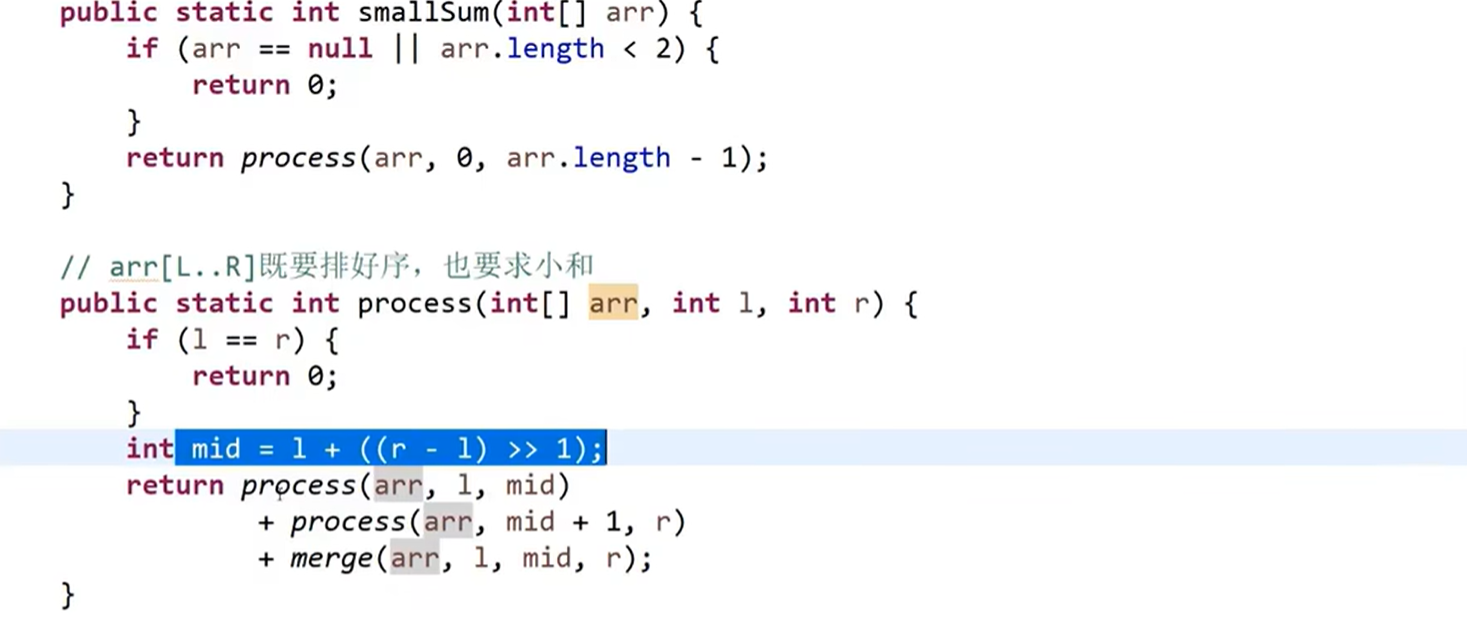 public static int smallSum(int[] arr) {
    if (arr == null || arr.length < 2) {
        return 0;
    }
    return process(arr, 0, arr.length - 1);
}
// arr[L..R]既要排好序，也要求小和
public static int process(int[] arr, int l, int r) {
    if (l == r) {
        return 0;
    }
    int mid = l + ((r - l) >> 1);
    return process(arr, l, mid)
            + process(arr, mid + 1, r)
            + merge(arr, l, mid, r);
}